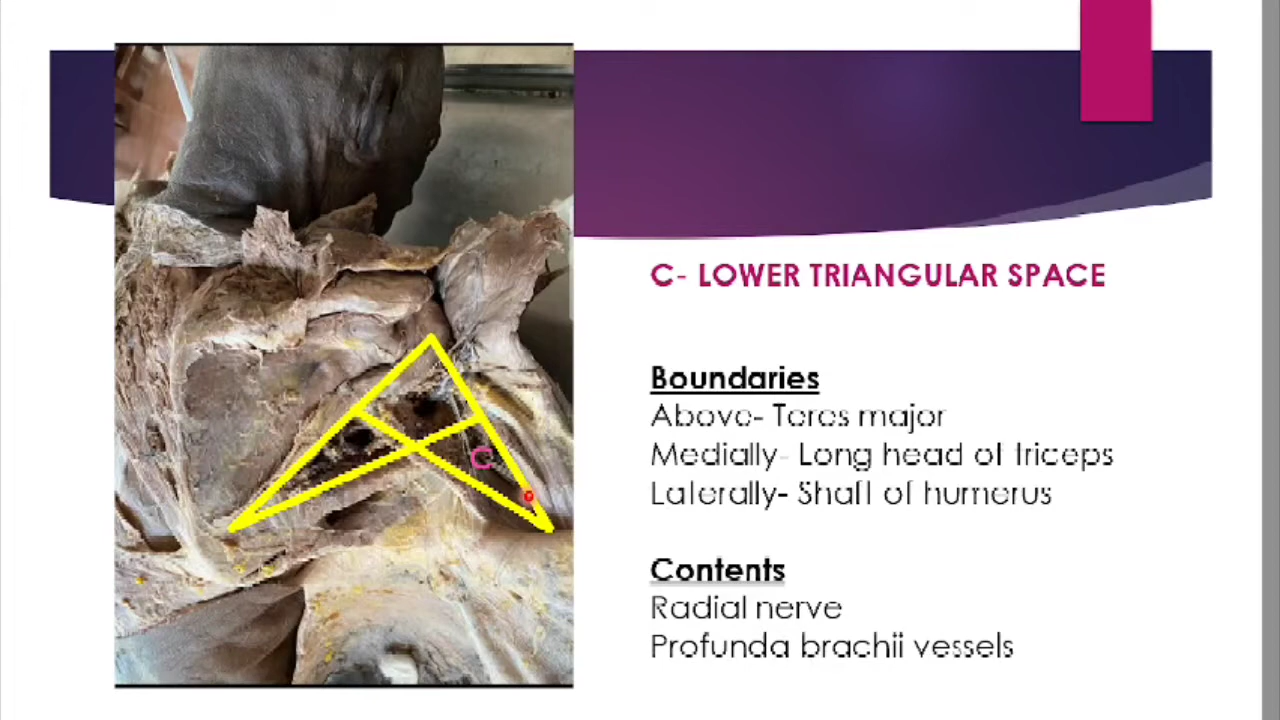 C- LOWER TRIANGULAR SPACE
Boundaries
Above- Teres major
Medially- Long head of triceps
Laterally- Shaft of humerus
Contents
Radial nerve
Profunda brachii vessels
C